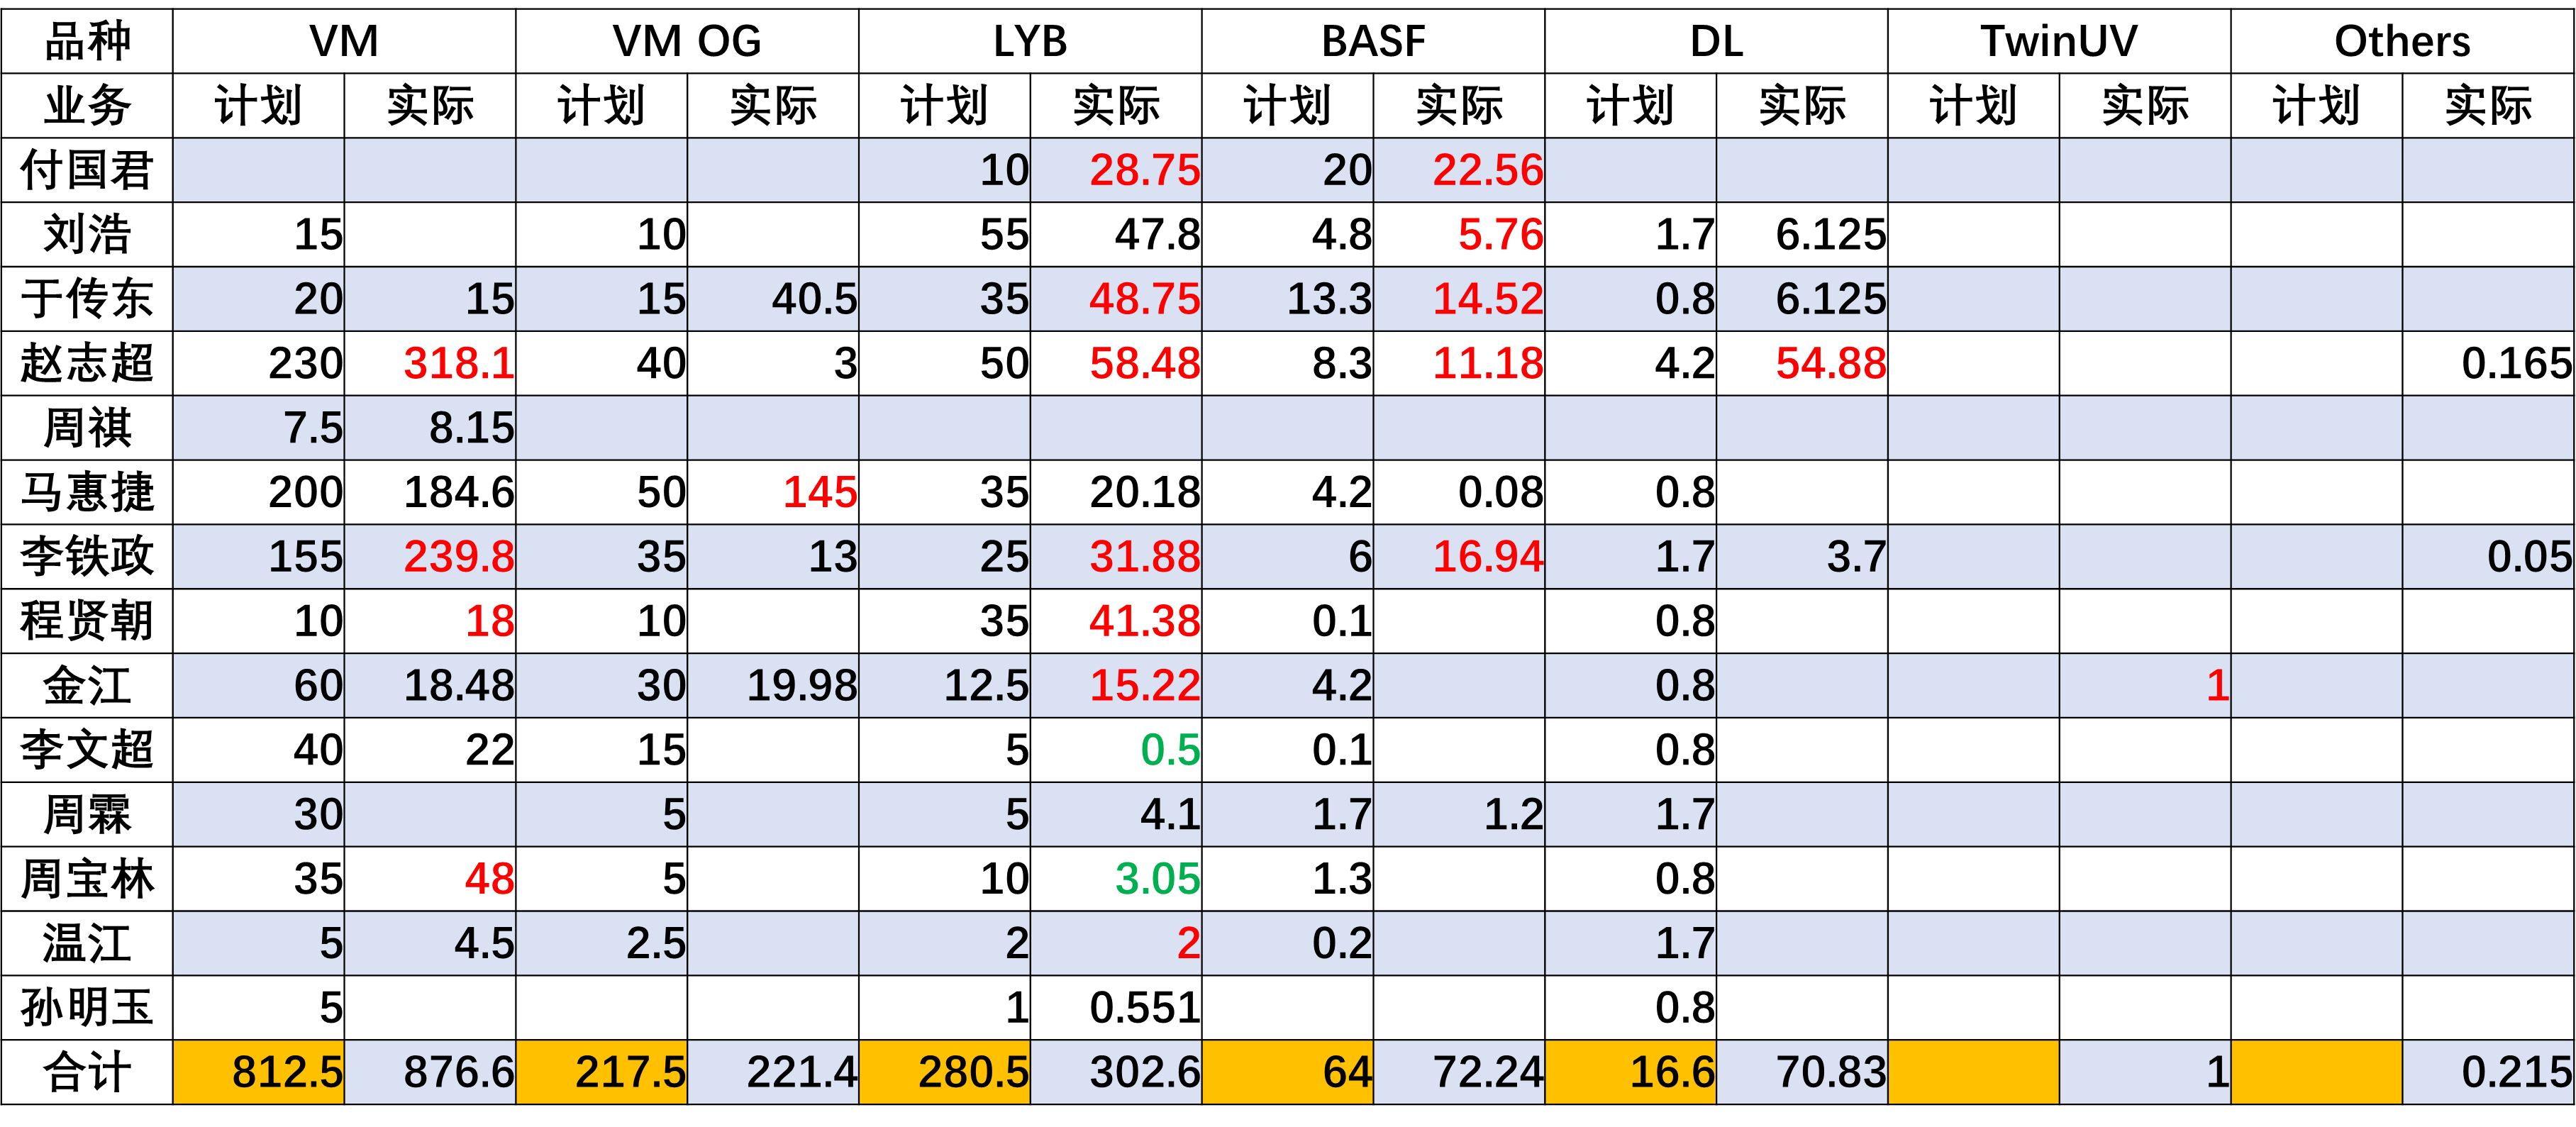 品种 VM VM OG LYB BASF DL TwinUV Others
业务 计划 实际 计划 实际 计划 实际 计划 实际 计划 实际 计划 实际 计划 实际
付国君 10 28.75 20 22.56
刘浩 15 10 55 47.8 4.8 5.76 1.7 6.125
于传东 20 15 15 40.5 35 48.75 13.3 14.52 0.8 6.125
赵志超 230 318.1 40 3 50 58.48 8.3 11.18 4.2 54.88 0.165
周祺 7.5 8.15
马惠捷 200 184.6 50 145 35 20.18 4.2 0.08 0.8
李铁政 155 239.8 35 13 25 31.88 6 16.94 1.7 3.7 0.05
程贤朝 10 18 10 35 41.38 0.1 0.8
金江 60 18.48 30 19.98 12.5 15.22 4.2 0.8 1
李文超 40 22 15 5 0.5 0.1 0.8
周霖 30 5 5 4.1 1.7 1.2 1.7
周宝林 35 48 5 10 3.05 1.3 0.8
温江 5 4.5 2.5 2 2 0.2 1.7
孙明玉 5 1 0.551 0.8
合计 812.5 876.6 217.5 221.4 280.5 302.6 64 72.24 16.6 70.83 1 0.215